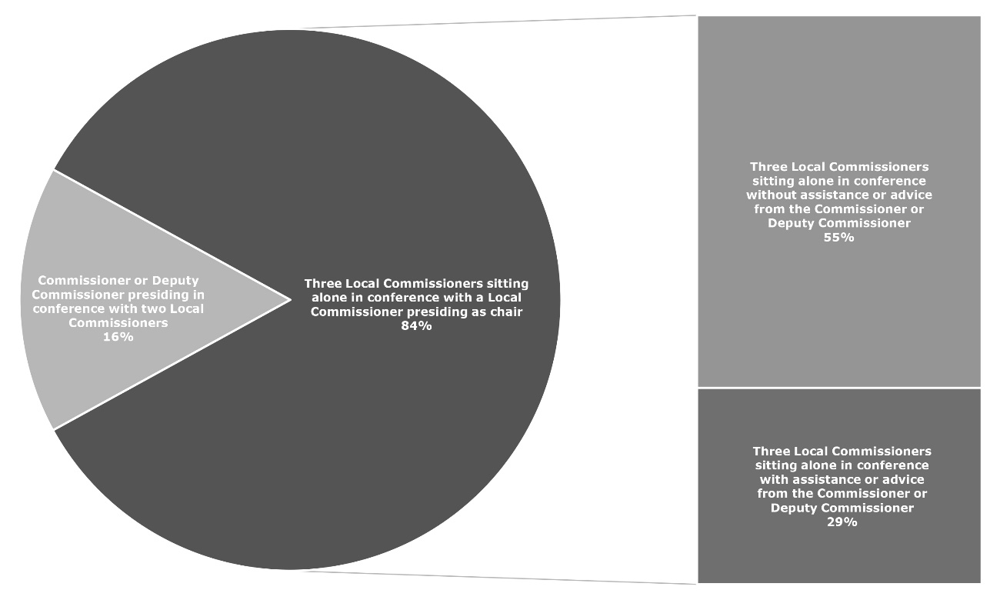 Commissioner or Deputy
Commissioner presiding in
conference with two Local
Commissioners
16%
Three Local Commissioners sitting
alone in conference with a Local
Commissioner presiding as chair
84%
Three Local Commissioners
sitting alone in conference
without assistance or advice
from the Commissioner or
Deputy Commissioner
55%
Three Local Commissioners
sitting alone in conference
with assistance or advice
from the Commissioner or
Deputy Commissioner
29%